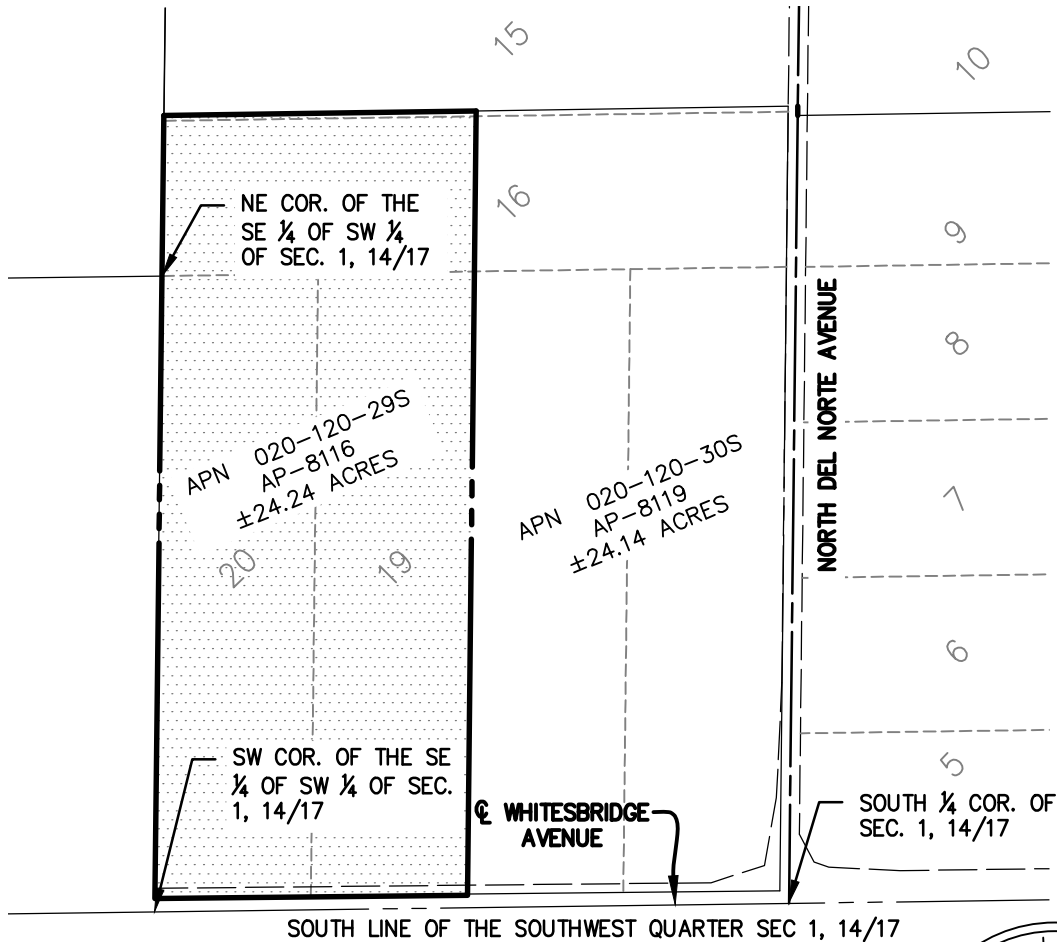 15
10
NE COR. OF THE
SE ¼ OF SW ¼
OF SEC. 1, 14/17
16
9
8
NORTH DEL NORTE AVENUE
APN 020-120-29S
AP-8116
±24.24 ACRES
APN 020-120-30S
AP-8119
±24.14 ACRES
7
20
19
6
SW COR. OF THE SE
¼ OF SW ¼ OF SEC.
1, 14/17
5
℄ WHITESBRIDGE
AVENUE
SOUTH ¼ COR. OF
SEC. 1, 14/17
SOUTH LINE OF THE SOUTHWEST QUARTER SEC 1, 14/17